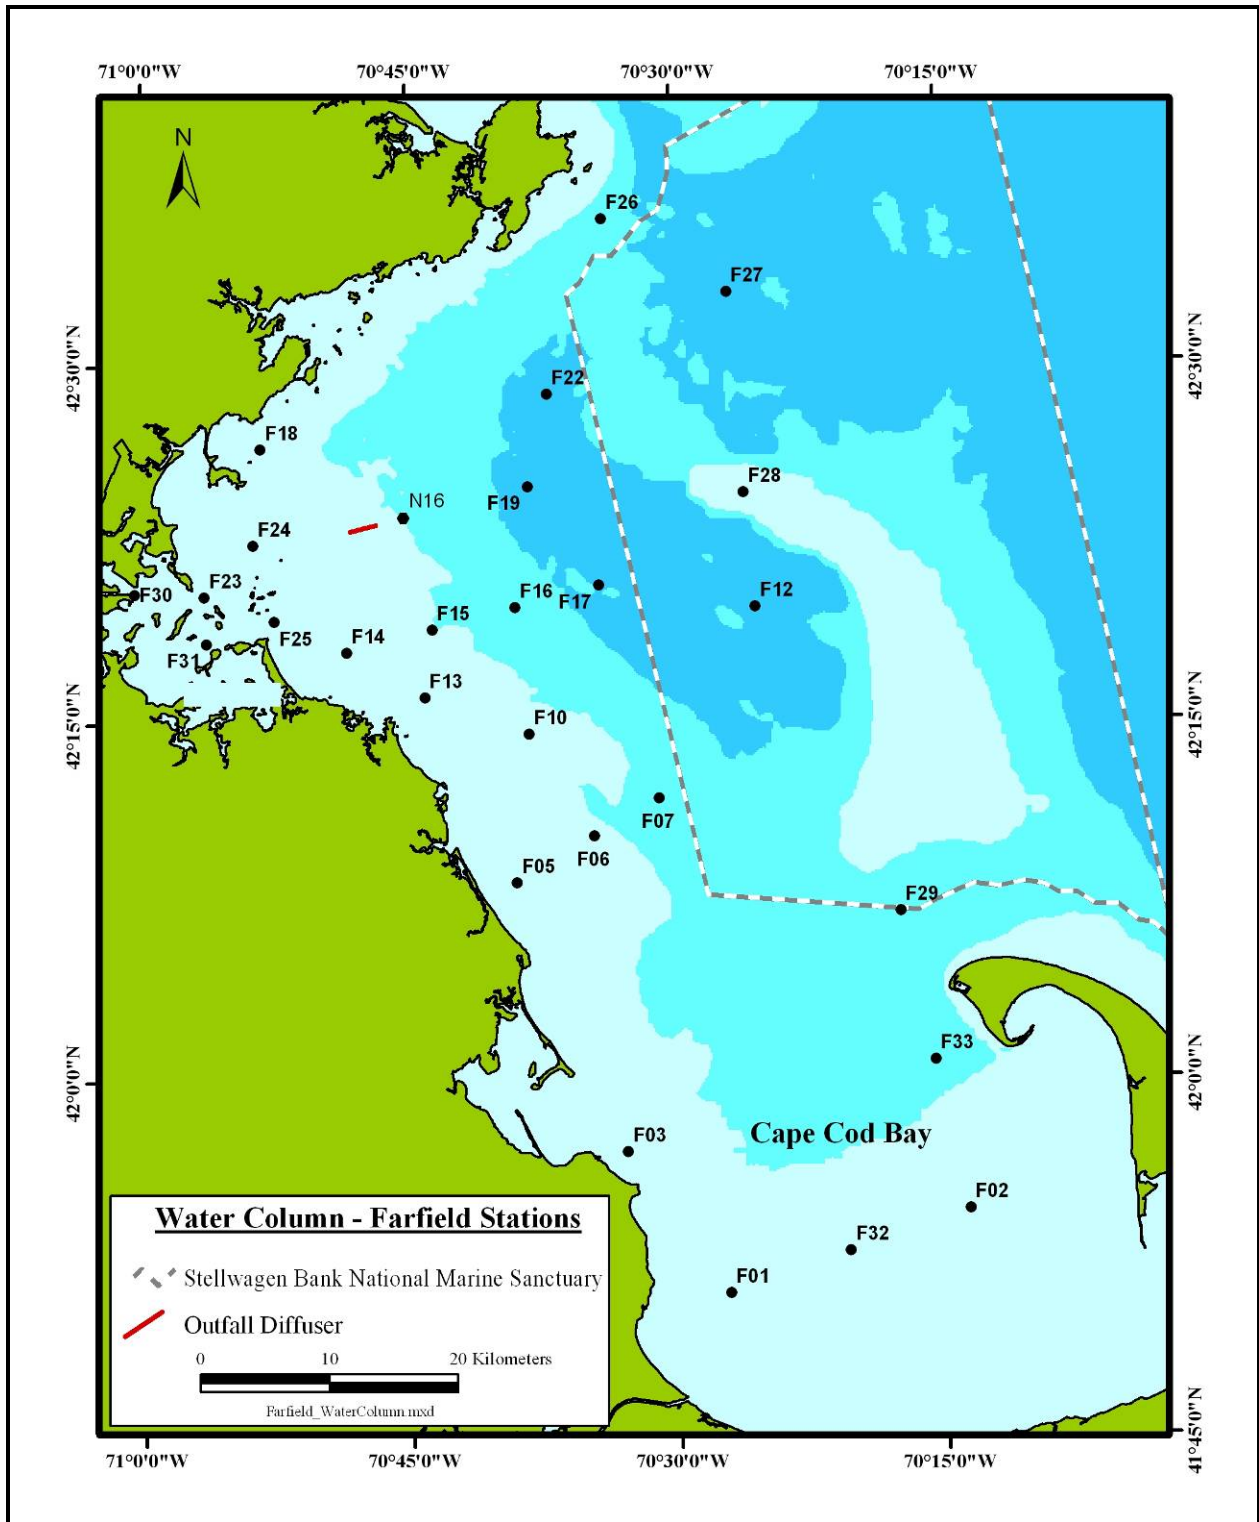 71°0'0"W 70°45'0"W 70°30'0"W 70°15'0"W
N
F26
F27
42°30'0"N 42°30'0"N
F22
F18
F28
F19
N16
F24
F23
F30
F16
F17
F12
F15
F25
F14
F31
F13
42°15'0"N 42°15'0"N
F10
F07
F06
F05
F29
F33
42°0'0"N 42°0'0"N
Cape Cod Bay
F03
F02
F32
F01
Water Column - Farfield Stations
Stellwagen Bank National Marine Sanctuary
Outfall Diffuser
0 10 20 Kilometers
Farfield_WaterColumn.mxd
41°45'0"N
71°0'0"W 70°45'0"W 70°30'0"W 70°15'0"W